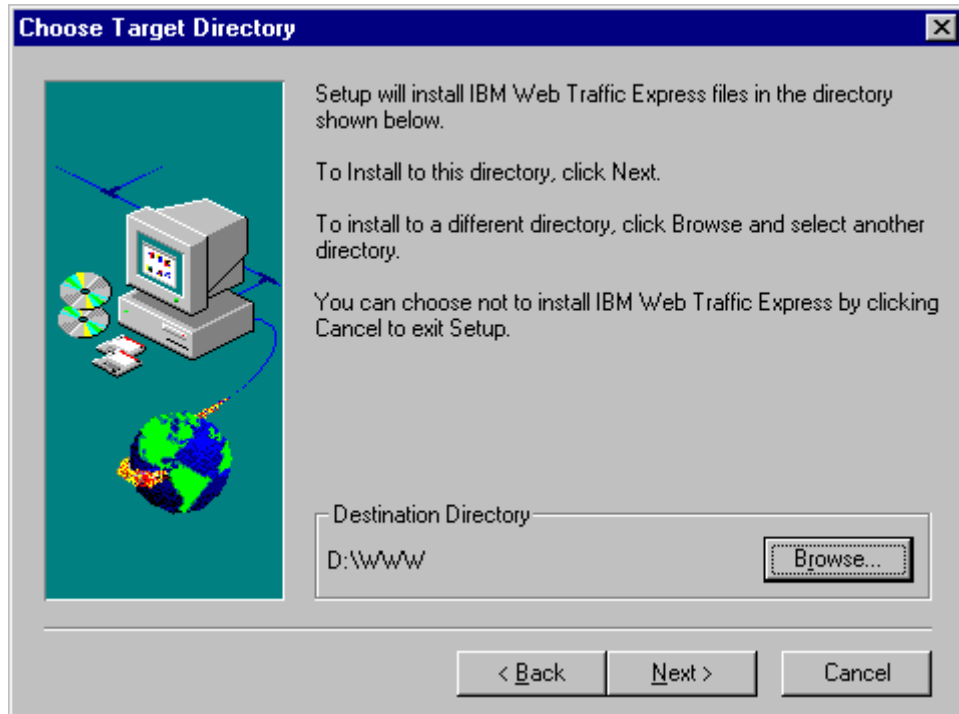 Choose Target Directory
Setup will install IBM Web Traffic Express files in the directory
shown below.
To Install to this directory, click Next.
To install to a different directory, click Browse and select another
directory.
You can choose not to install IBM Web Traffic Express by clicking
Cancel to exit Setup.
Destination Directory
D:\WWW
Browse...
< Back
Next >
Cancel